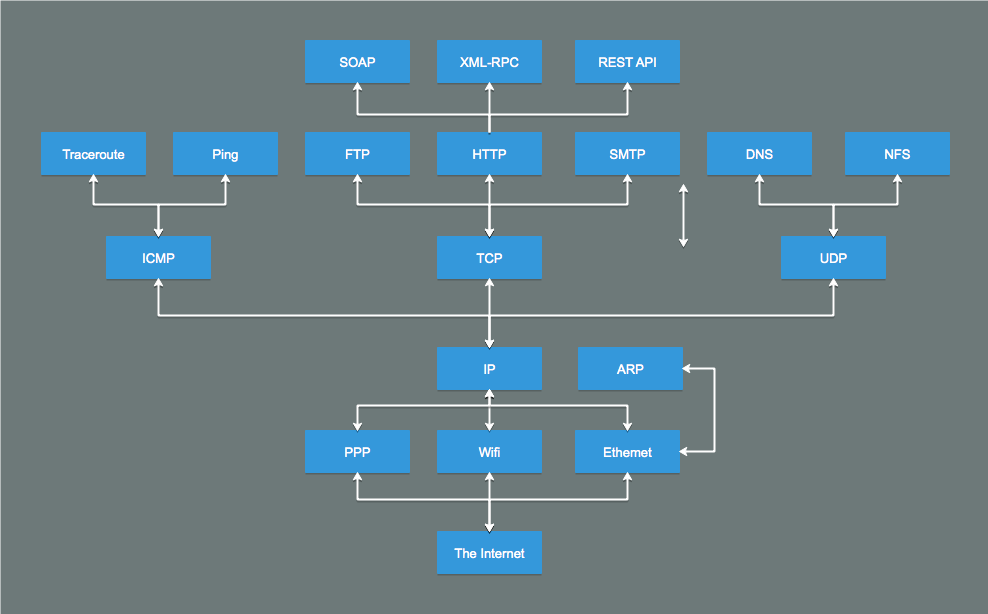 SOAP
XML-RPC
REST API
Traceroute
Ping
FTP
HTTP
SMTP
DNS
NFS
ICMP
TCP
UDP
IP
ARP
PPP
Wifi
Ethemet
The Internet